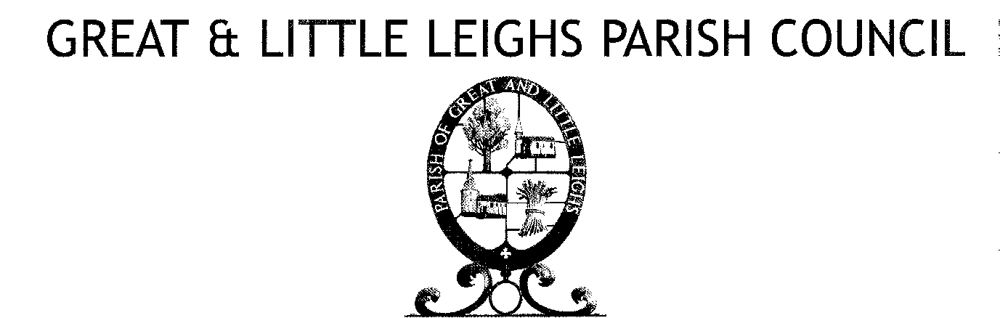 GREAT & LITTLE LEIGHS PARISH COUNCIL
PARISH OF GREAT AND LITTLE LEIGHS